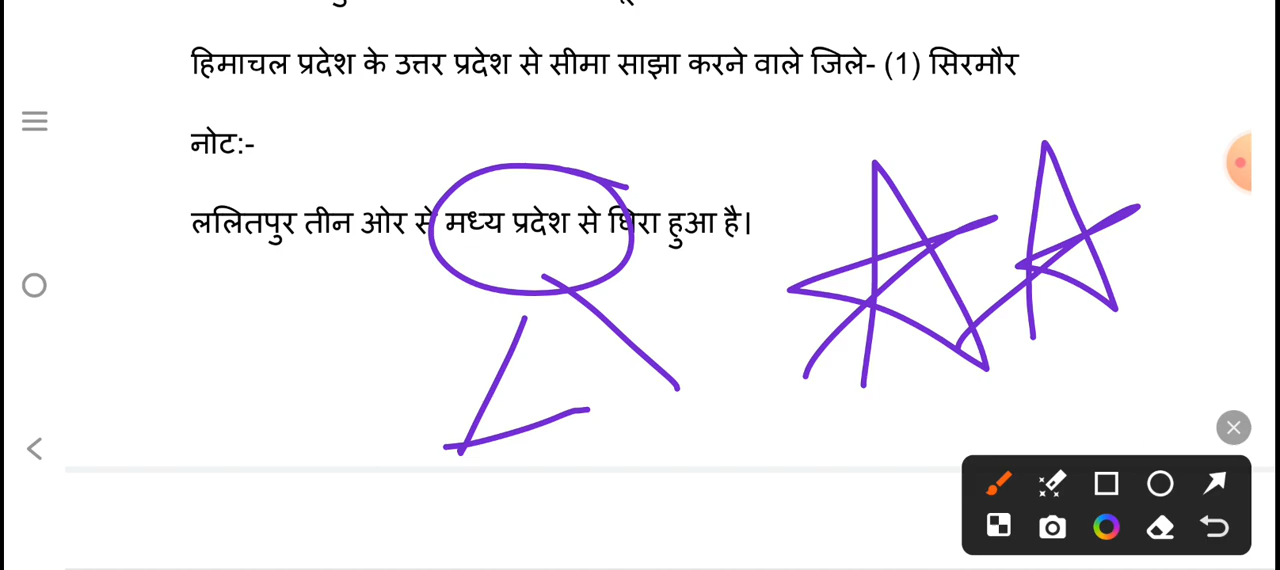 हिमाचल प्रदेश के उत्तर प्रदेश से सीमा साझा करने वाले जिले- (1) सिरमौर
नोट:-
ललितपुर तीन ओर से मध्य प्रदेश से घिरा हुआ है।